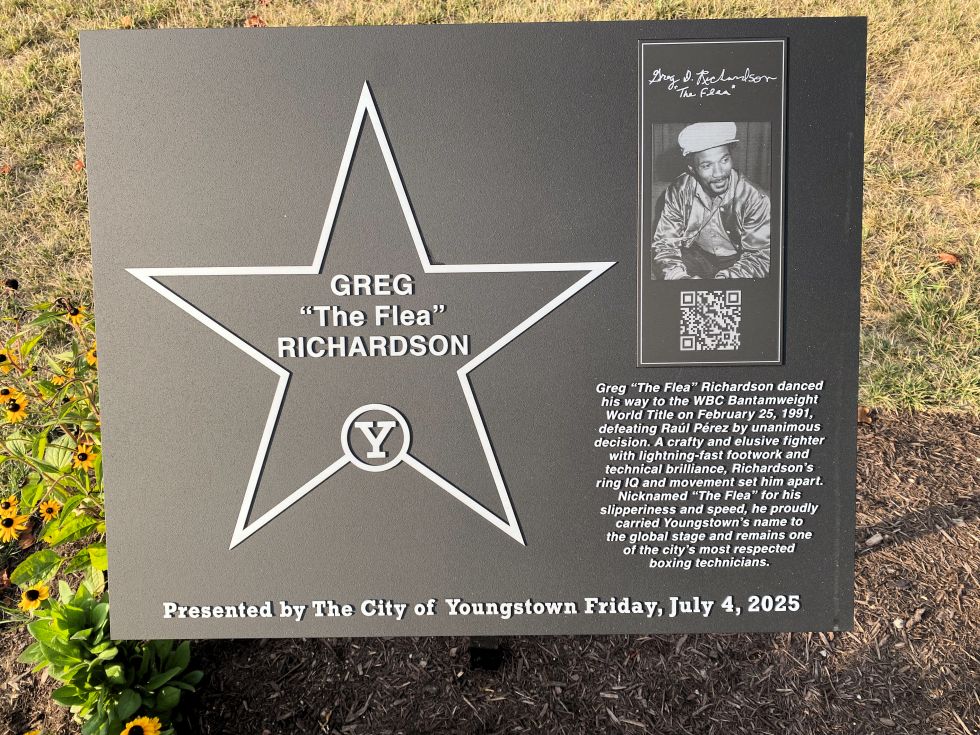 Greg D. Richardson
"The Flea"
GREG
“The Flea”
RICHARDSON
Y
Greg “The Flea” Richardson danced
his way to the WBC Bantamweight
World Title on February 25, 1991,
defeating Raúl Pérez by unanimous
decision. A crafty and elusive fighter
with lightning-fast footwork and
technical brilliance, Richardson’s
ring IQ and movement set him apart.
Nicknamed “The Flea” for his
slipperiness and speed, he proudly
carried Youngstown’s name to
the global stage and remains one
of the city’s most respected
boxing technicians.
Presented by The City of Youngstown Friday, July 4, 2025